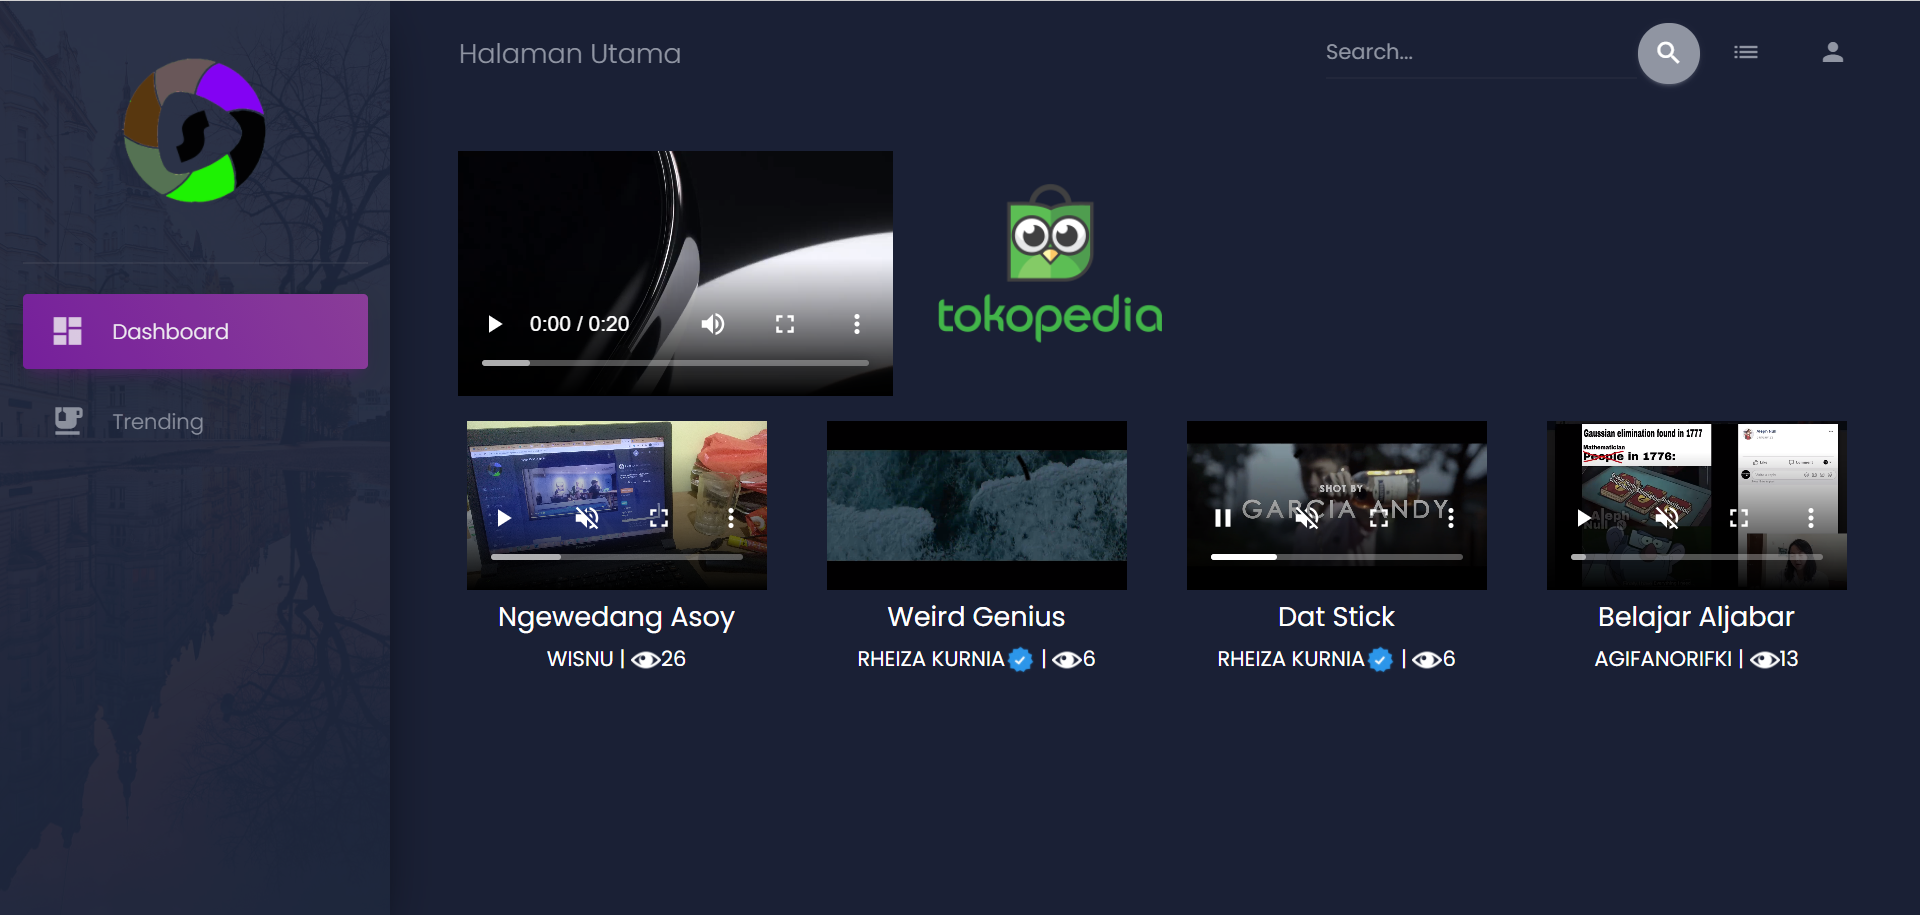 Halaman Utama
Search...
Dashboard
Trending
0:00 / 0:20
tokopedia
SHOT BY
GARCIA ANDY
Gaussian elimination found in 1777
Mathematician
People in 1776:
Aleph
Null
Ngewedang Asoy
WISNU | 26
Weird Genius
RHEIZA KURNIA | 6
Dat Stick
RHEIZA KURNIA | 6
Belajar Aljabar
AGIFANORIFKI | 13